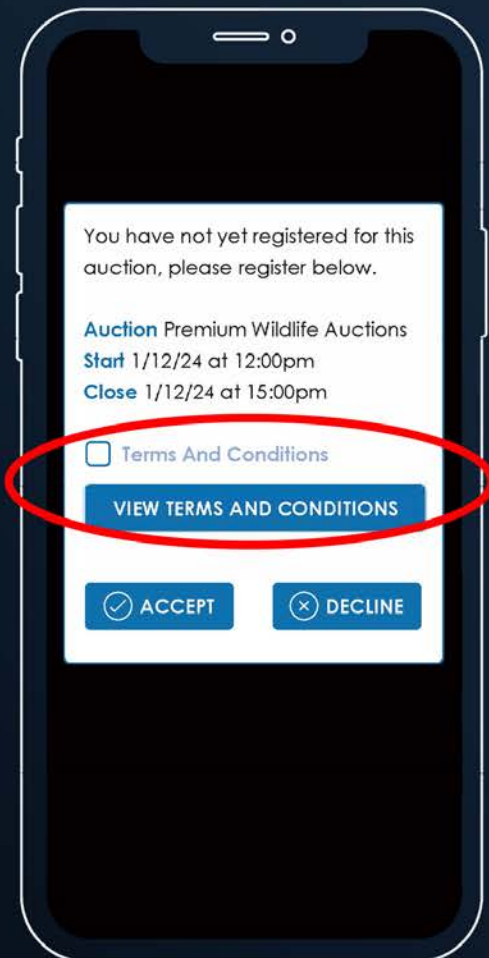 You have not yet registered for this
auction, please register below.
Auction Premium Wildlife Auctions
Start 1/12/24 at 12:00pm
Close 1/12/24 at 15:00pm
Terms And Conditions
VIEW TERMS AND CONDITIONS
ACCEPT
DECLINE